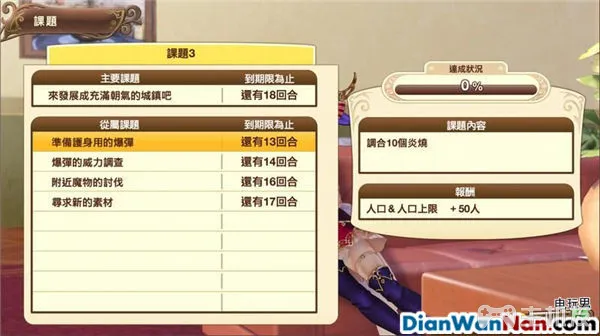 課題
課題3
主要課題 到期限為止
來發展成充滿朝氣的城鎮吧 還有18回合
從屬課題 到期限為止
準備護身用的爆彈 還有13回合
爆彈的威力調查 還有14回合
附近魔物的討伐 還有16回合
尋求新的素材 還有17回合
達成狀況
0%
課題內容
調合10個炎燒
報酬
人口＆人口上限 ＋50人
电玩男
DianWanNan.com